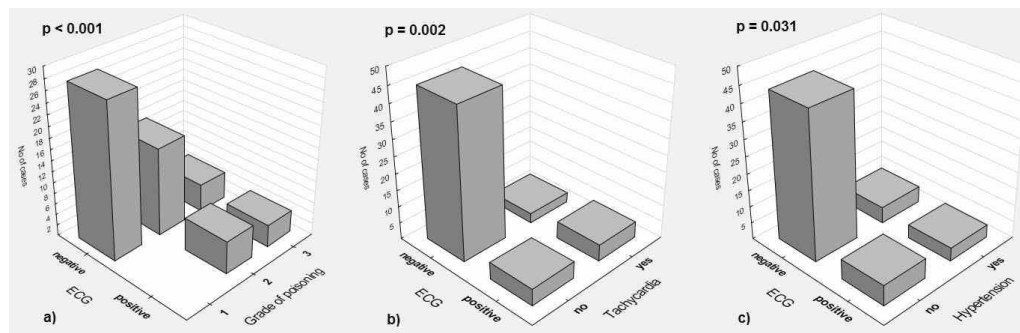 p < 0.001
30
28
26
24
22
20
18
16
14
12
10
8
6
4
2
No of cases
negative
positive
ECG
1
2
3
Grade of poisoning
a)
p = 0.002
50
45
40
35
30
25
20
15
10
5
No of cases
negative
positive
ECG
no
yes
Tachycardia
b)
p = 0.031
50
45
40
35
30
25
20
15
10
5
No of cases
negative
positive
ECG
no
yes
Hypertension
c)